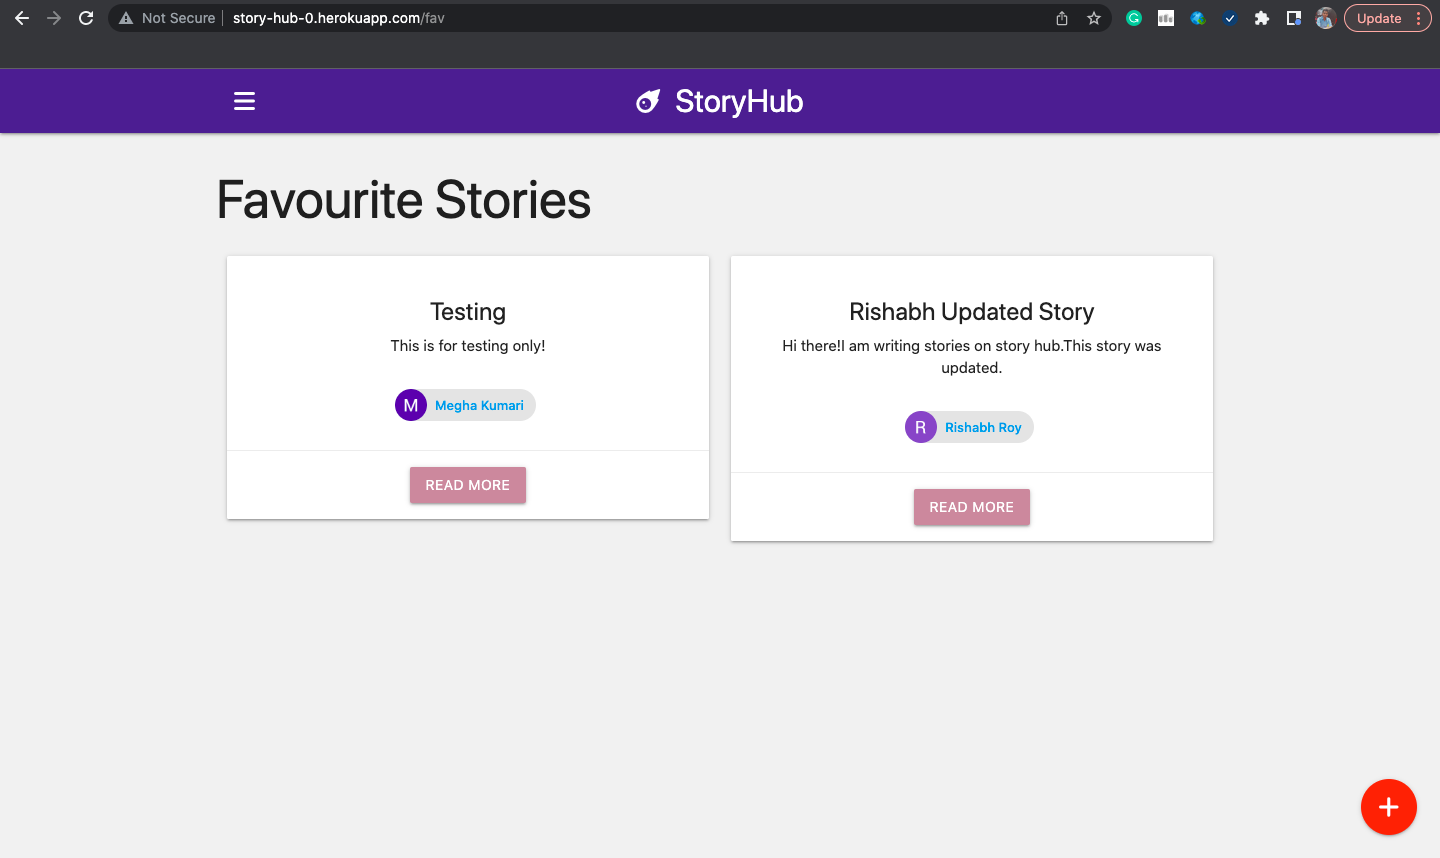 Not Secure story-hub-0.herokuapp.com/fav Update
StoryHub
Favourite Stories
Testing
This is for testing only!
M Megha Kumari
READ MORE
Rishabh Updated Story
Hi there!I am writing stories on story hub.This story was
updated.
R Rishabh Roy
READ MORE